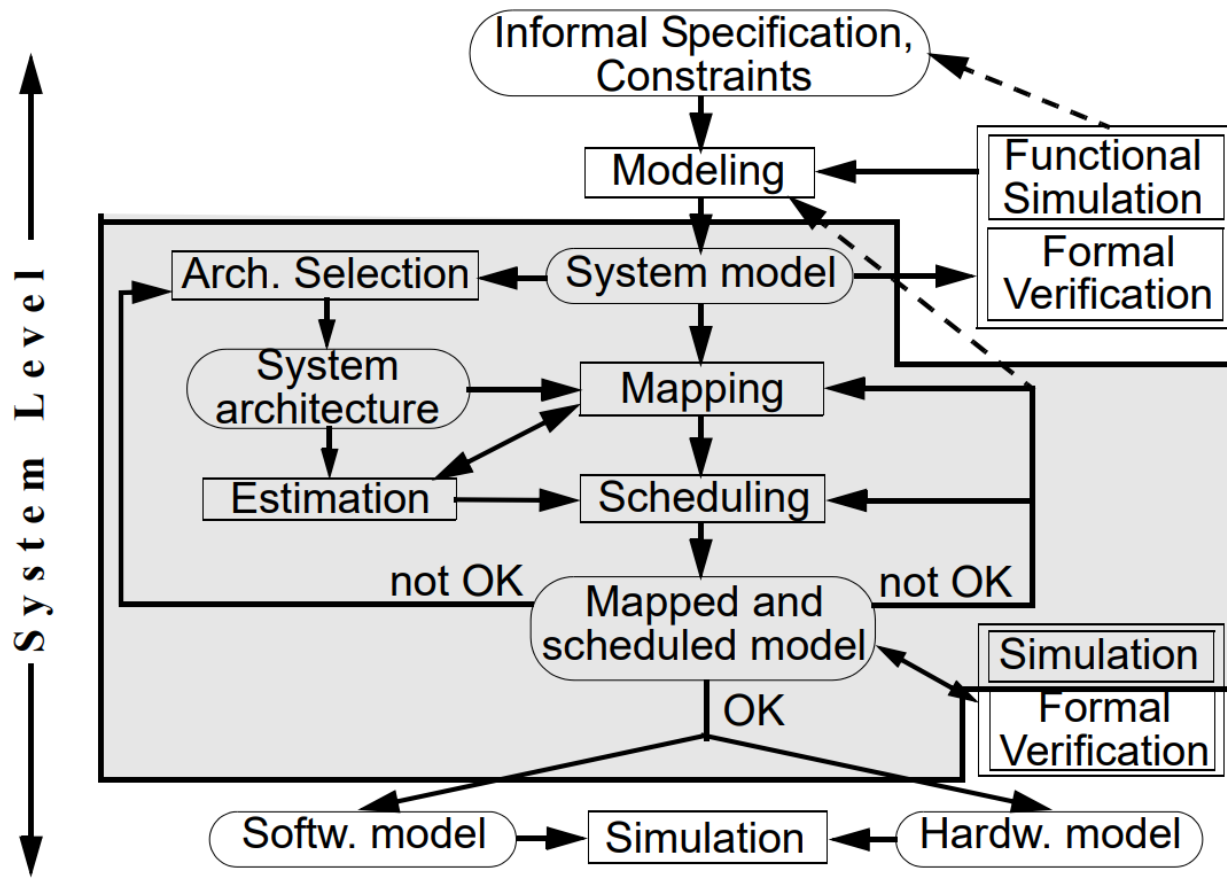 Informal Specification,
Constraints
Modeling
Functional
Simulation
Formal
Verification
Arch. Selection
System model
System
architecture
Mapping
Estimation
Scheduling
not OK
not OK
Mapped and
scheduled model
Simulation
Formal
Verification
OK
Softw. model
Simulation
Hardw. model
System Level